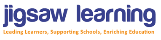 jigsaw learning
Leading Learners, Supporting Schools, Enriching Education